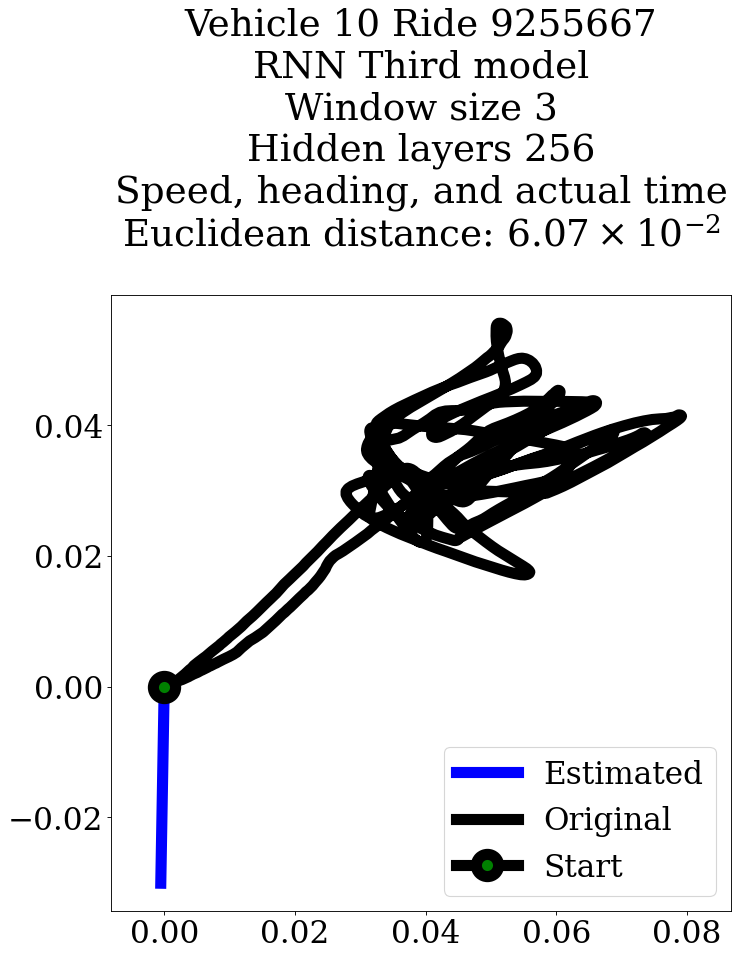 Vehicle 10 Ride 9255667
RNN Third model
Window size 3
Hidden layers 256
Speed, heading, and actual time
Euclidean distance: 6.07 × 10⁻²
0.04
0.02
0.00
−0.02
Estimated
Original
Start
0.00 0.02 0.04 0.06 0.08